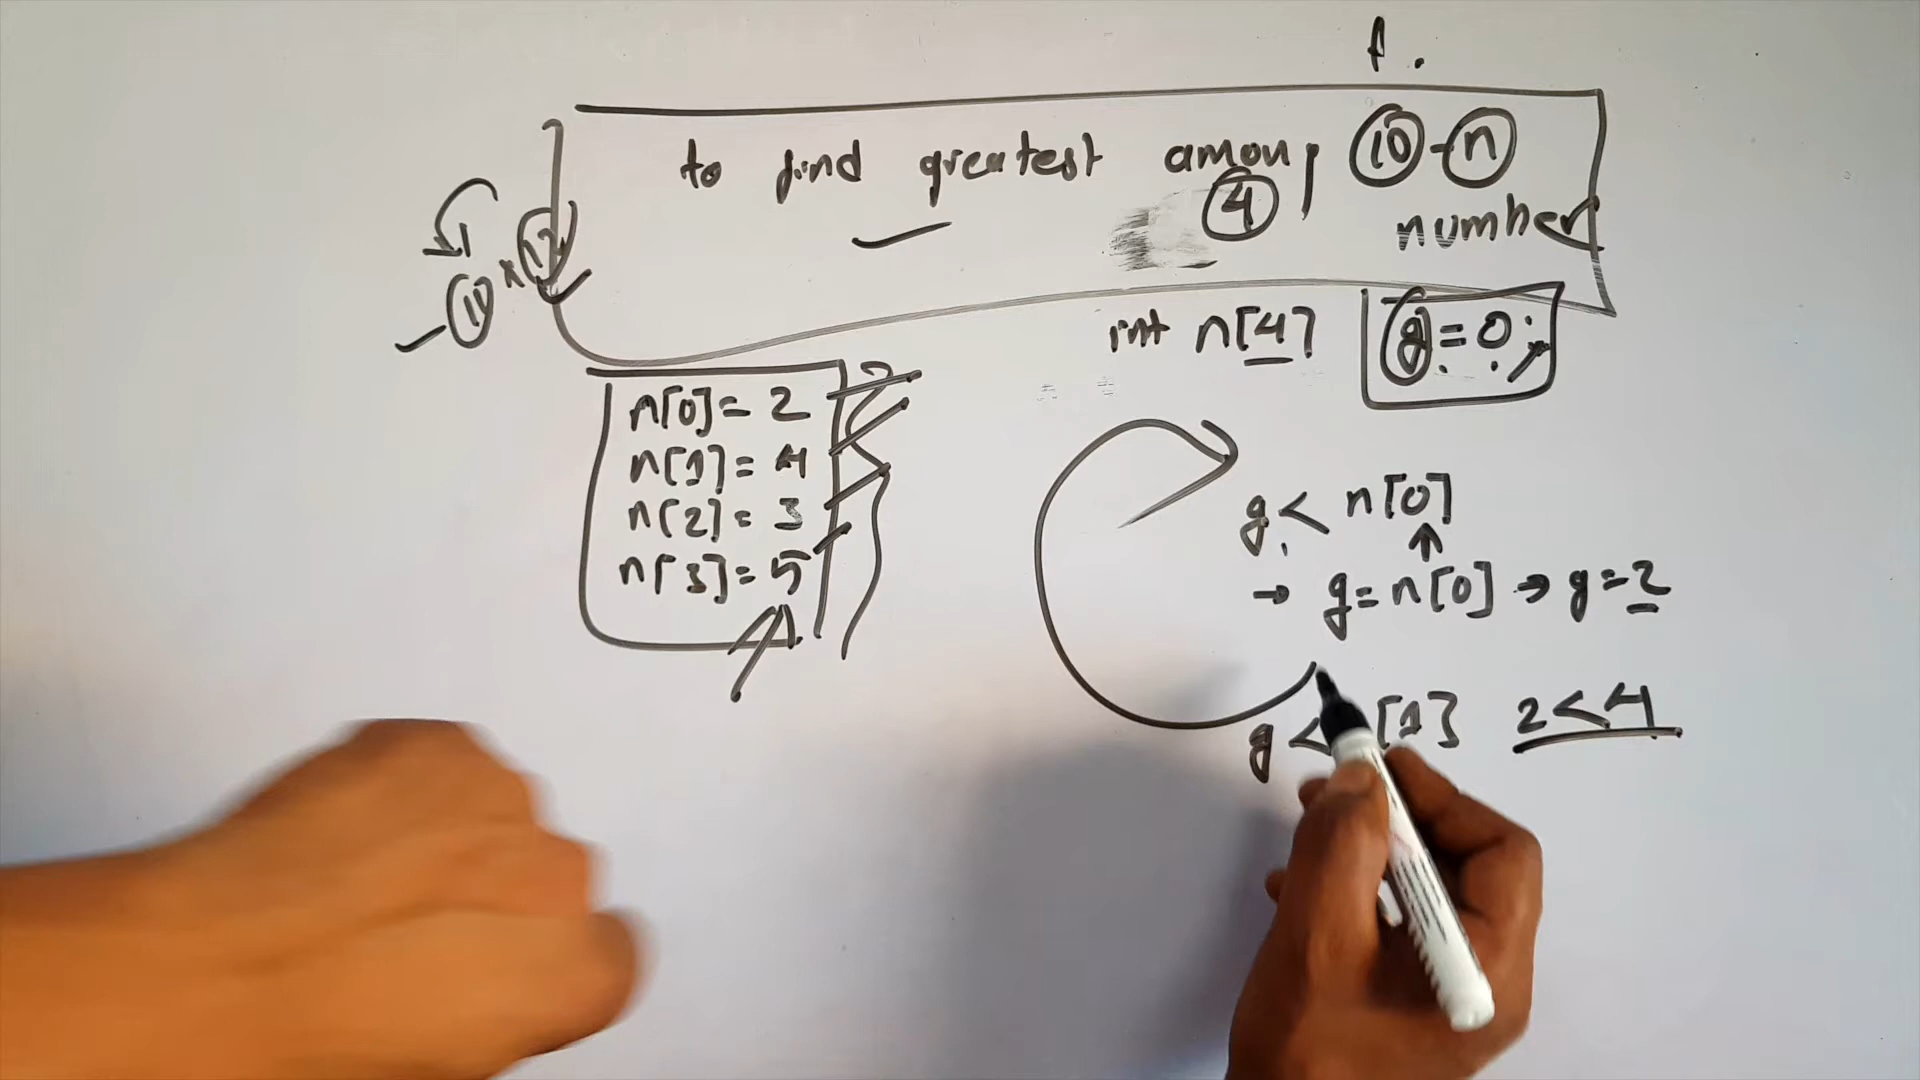 to find greatest among 10-n
4
number
int n[4] g=0;
n[0]= 2
n[1]= 4
n[2]= 3
n[3]= 5
g< n[0]
→ g=n[0] → g=2
g < [1] 2<4